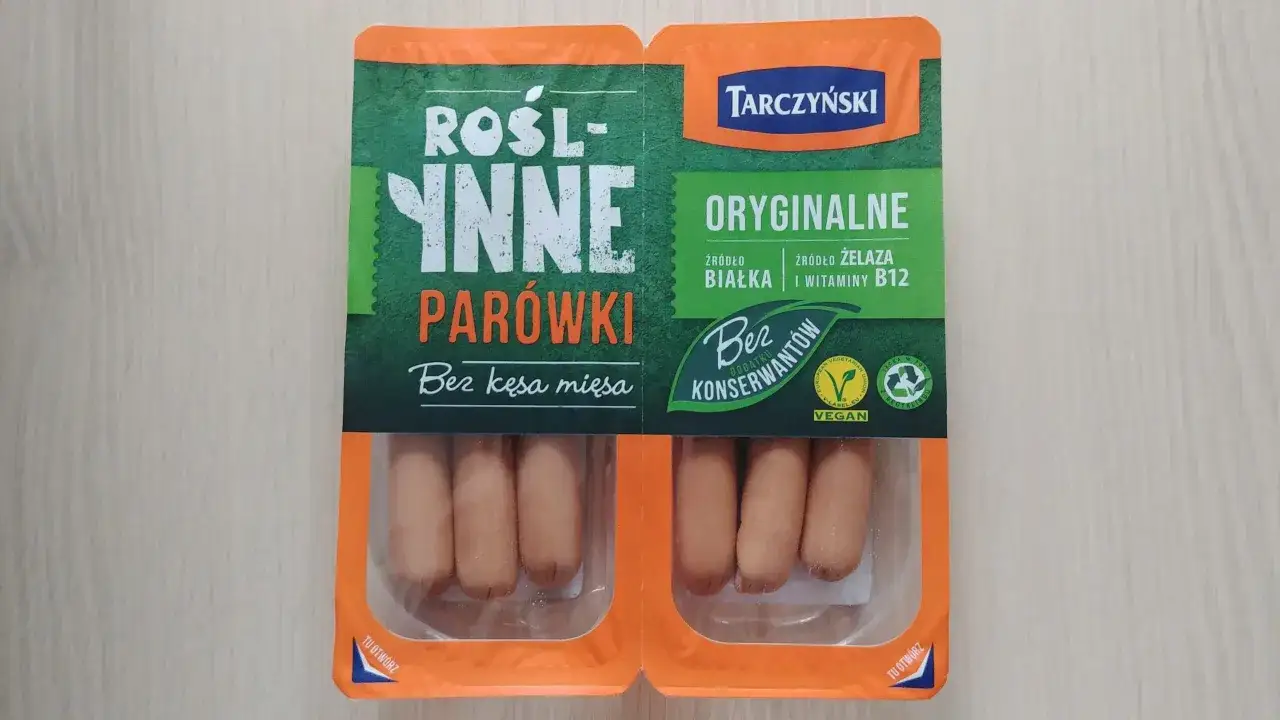 ROŚL-
YNNE
PARÓWKI
Bez kęsa mięsa
TARCZYŃSKI
ORYGINALNE
ŹRÓDŁO
BIAŁKA
ŹRÓDŁO ŻELAZA
I WITAMINY B12
Bez
DODATKU
KONSERWANTÓW
VEGAN
TU OTWÓRZ
TU OTWÓRZ